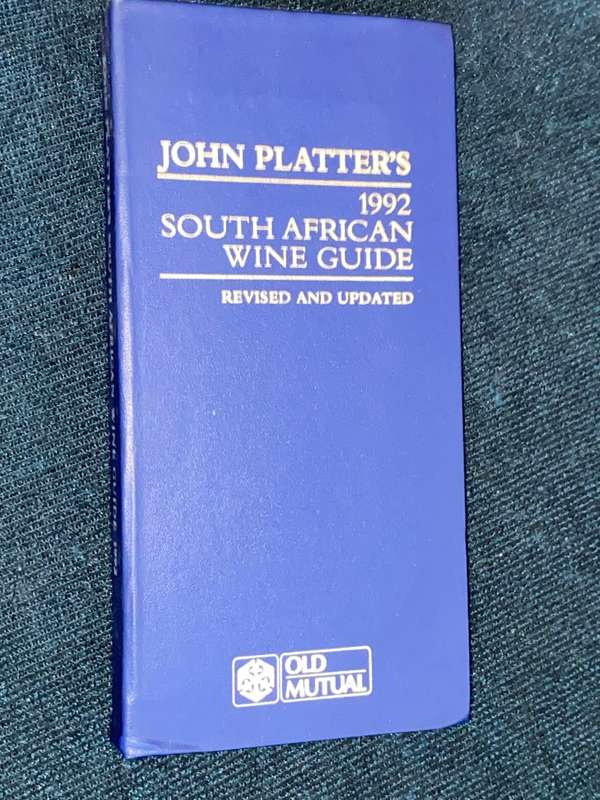 JOHN PLATTER'S
1992
SOUTH AFRICAN
WINE GUIDE
REVISED AND UPDATED
OLD
MUTUAL